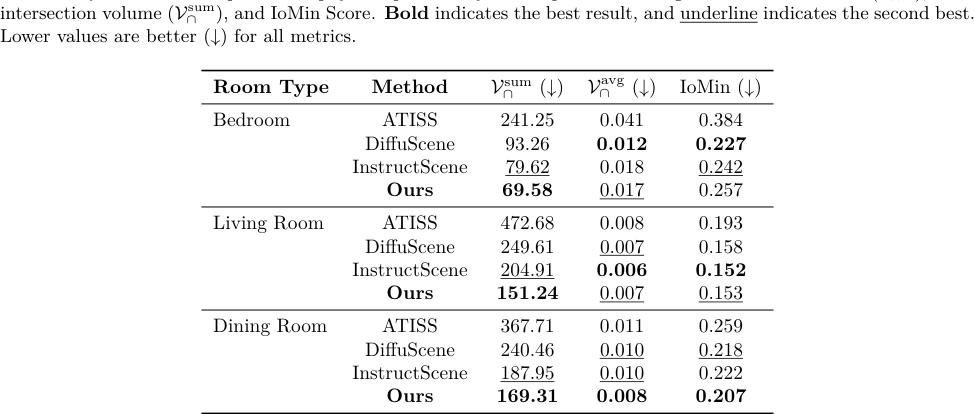 intersection volume (𝒱∩^sum), and IoMin Score. Bold indicates the best result, and underline indicates the second best.
Lower values are better (↓) for all metrics.
Room Type Method 𝒱∩^sum (↓) 𝒱∩^avg (↓) IoMin (↓)
Bedroom ATISS 241.25 0.041 0.384
DiffuScene 93.26 0.012 0.227
InstructScene 79.62 0.018 0.242
Ours 69.58 0.017 0.257
Living Room ATISS 472.68 0.008 0.193
DiffuScene 249.61 0.007 0.158
InstructScene 204.91 0.006 0.152
Ours 151.24 0.007 0.153
Dining Room ATISS 367.71 0.011 0.259
DiffuScene 240.46 0.010 0.218
InstructScene 187.95 0.010 0.222
Ours 169.31 0.008 0.207